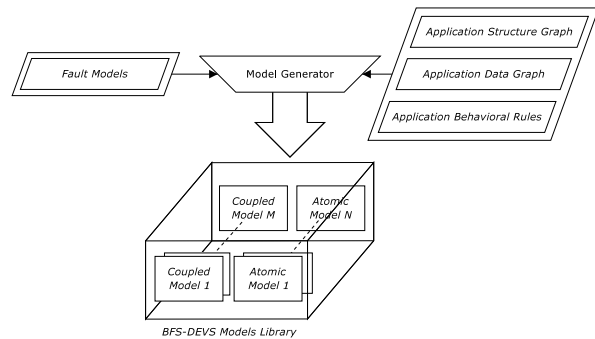 Application Structure Graph
Fault Models
Model Generator
Application Data Graph
Application Behavioral Rules
Coupled
Model M
Atomic
Model N
Coupled
Model 1
Atomic
Model 1
BFS-DEVS Models Library